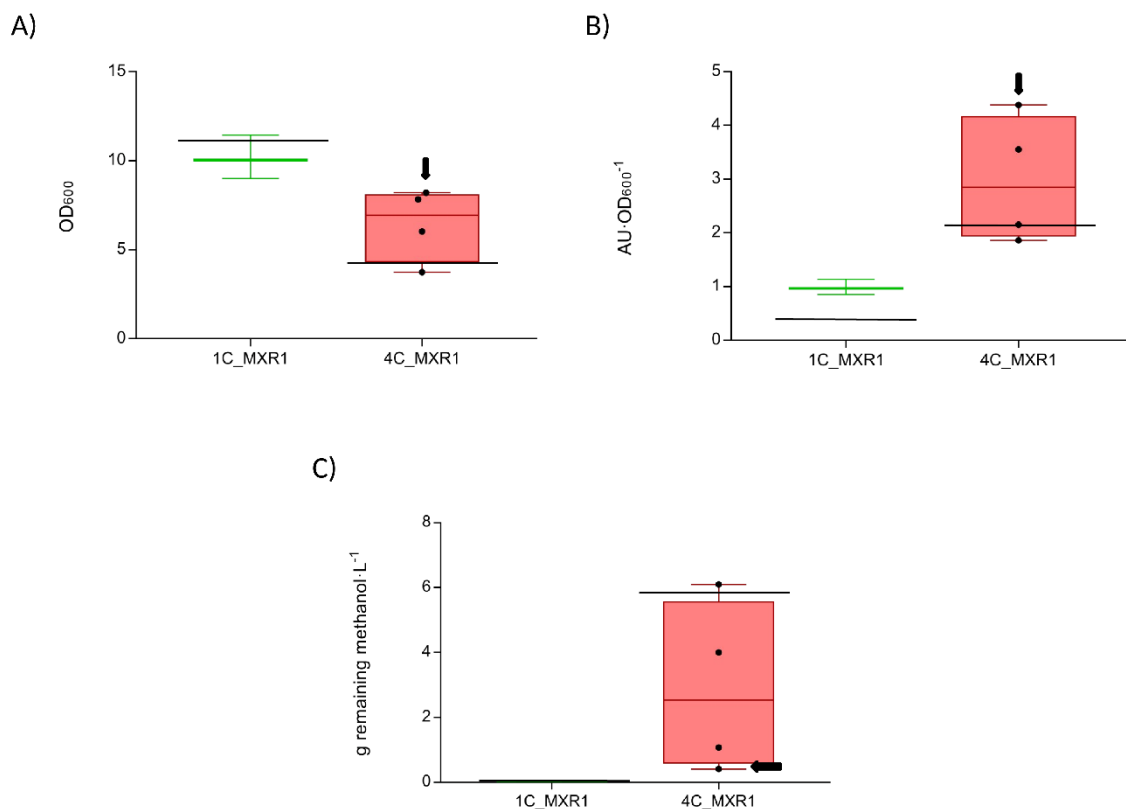 A)
15
10
5
0
OD600
1C_MXR1
4C_MXR1
B)
5
4
3
2
1
0
AU·OD600-1
1C_MXR1
4C_MXR1
C)
8
6
4
2
0
g remaining methanol·L-1
1C_MXR1
4C_MXR1